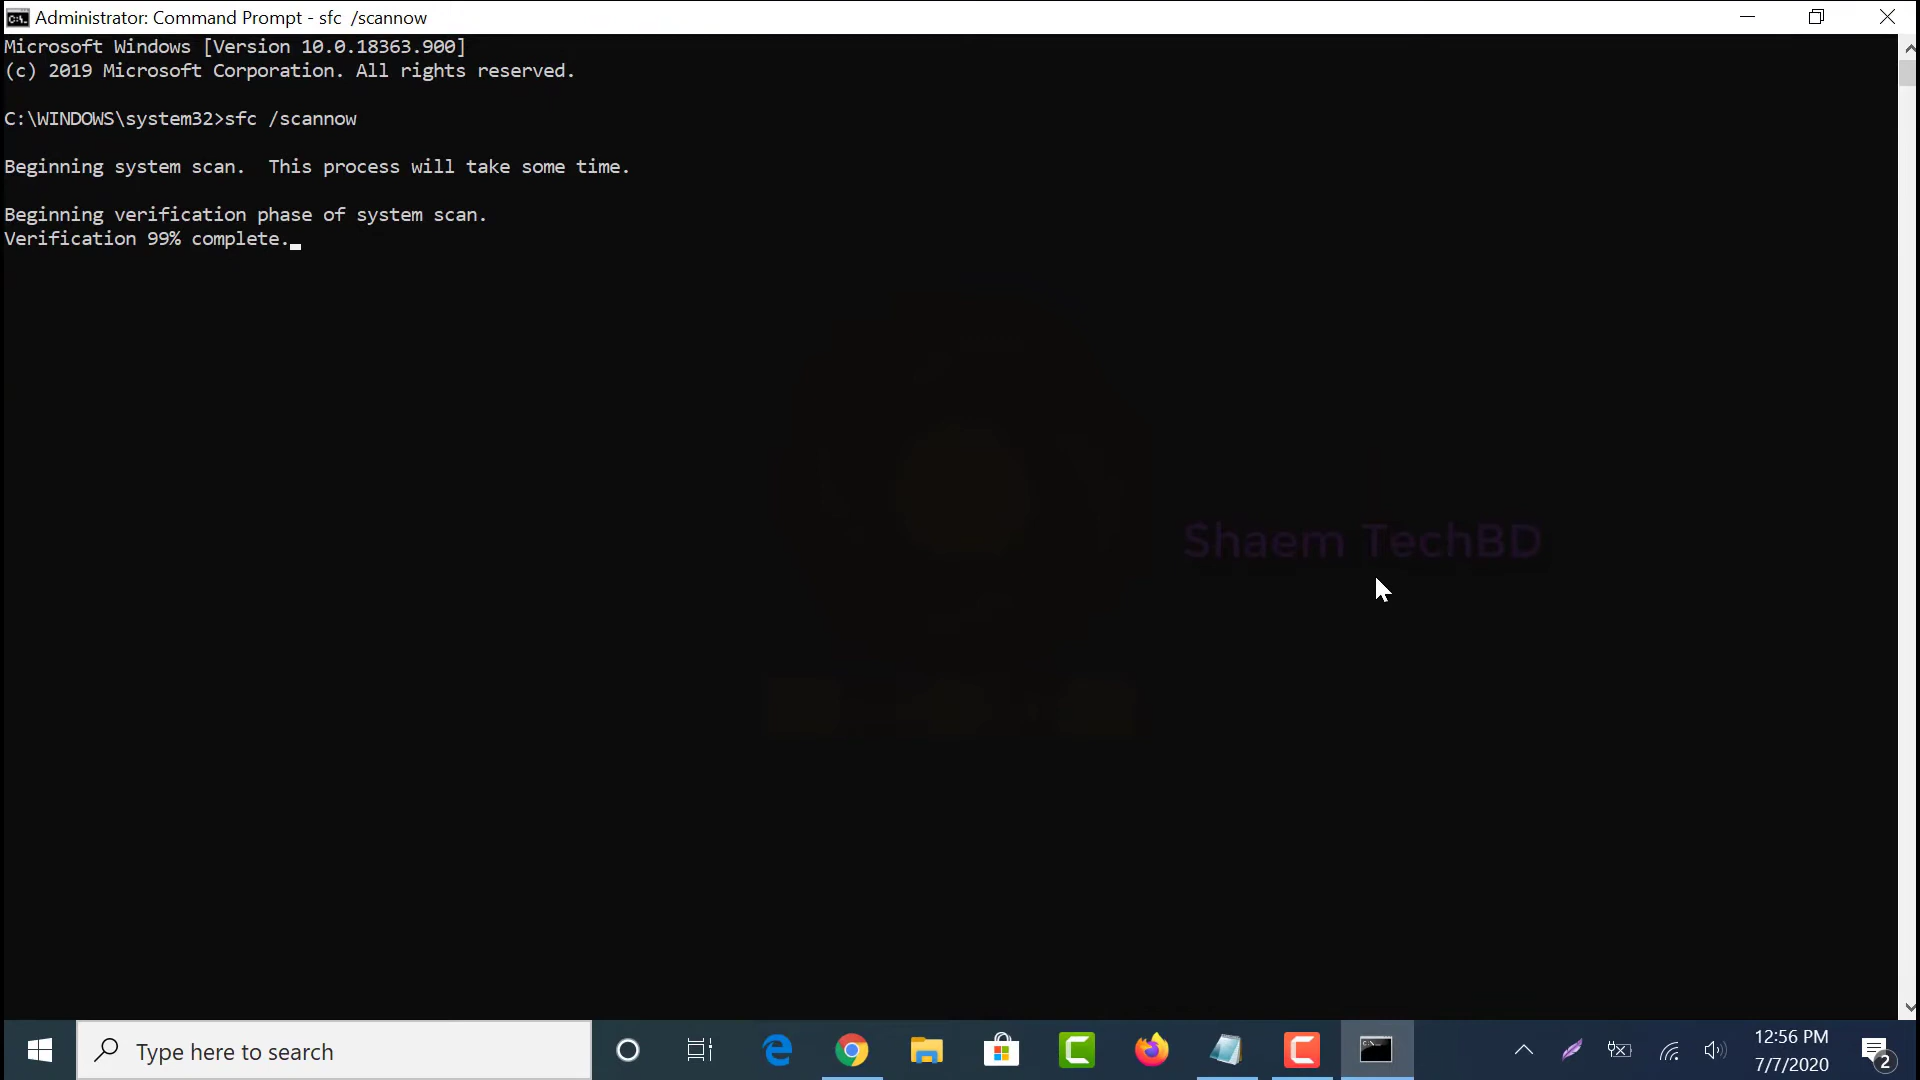 Administrator: Command Prompt - sfc  /scannow
Microsoft Windows [Version 10.0.18363.900]
(c) 2019 Microsoft Corporation. All rights reserved.
C:\WINDOWS\system32>sfc /scannow
Beginning system scan.  This process will take some time.
Beginning verification phase of system scan.
Verification 99% complete.
Shaem TechBD
Type here to search
12:56 PM
7/7/2020
2